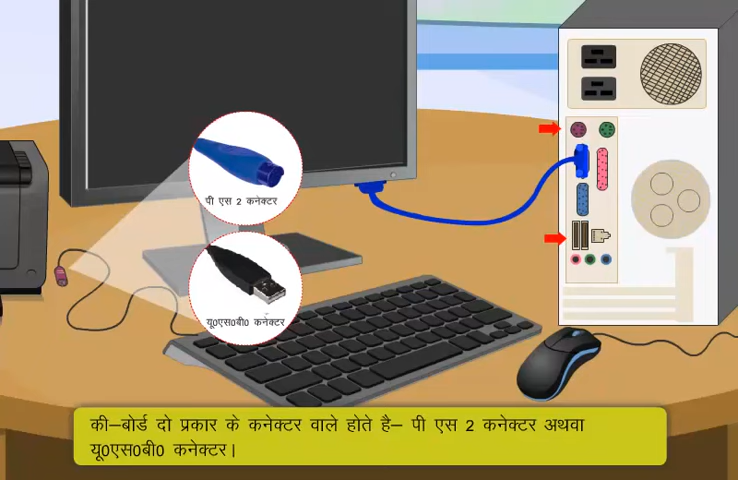 पी एस 2 कनेक्टर
यू0एस0बी0 कनेक्टर
की–बोर्ड दो प्रकार के कनेक्टर वाले होते है– पी एस 2 कनेक्टर अथवा
यू0एस0बी0 कनेक्टर।